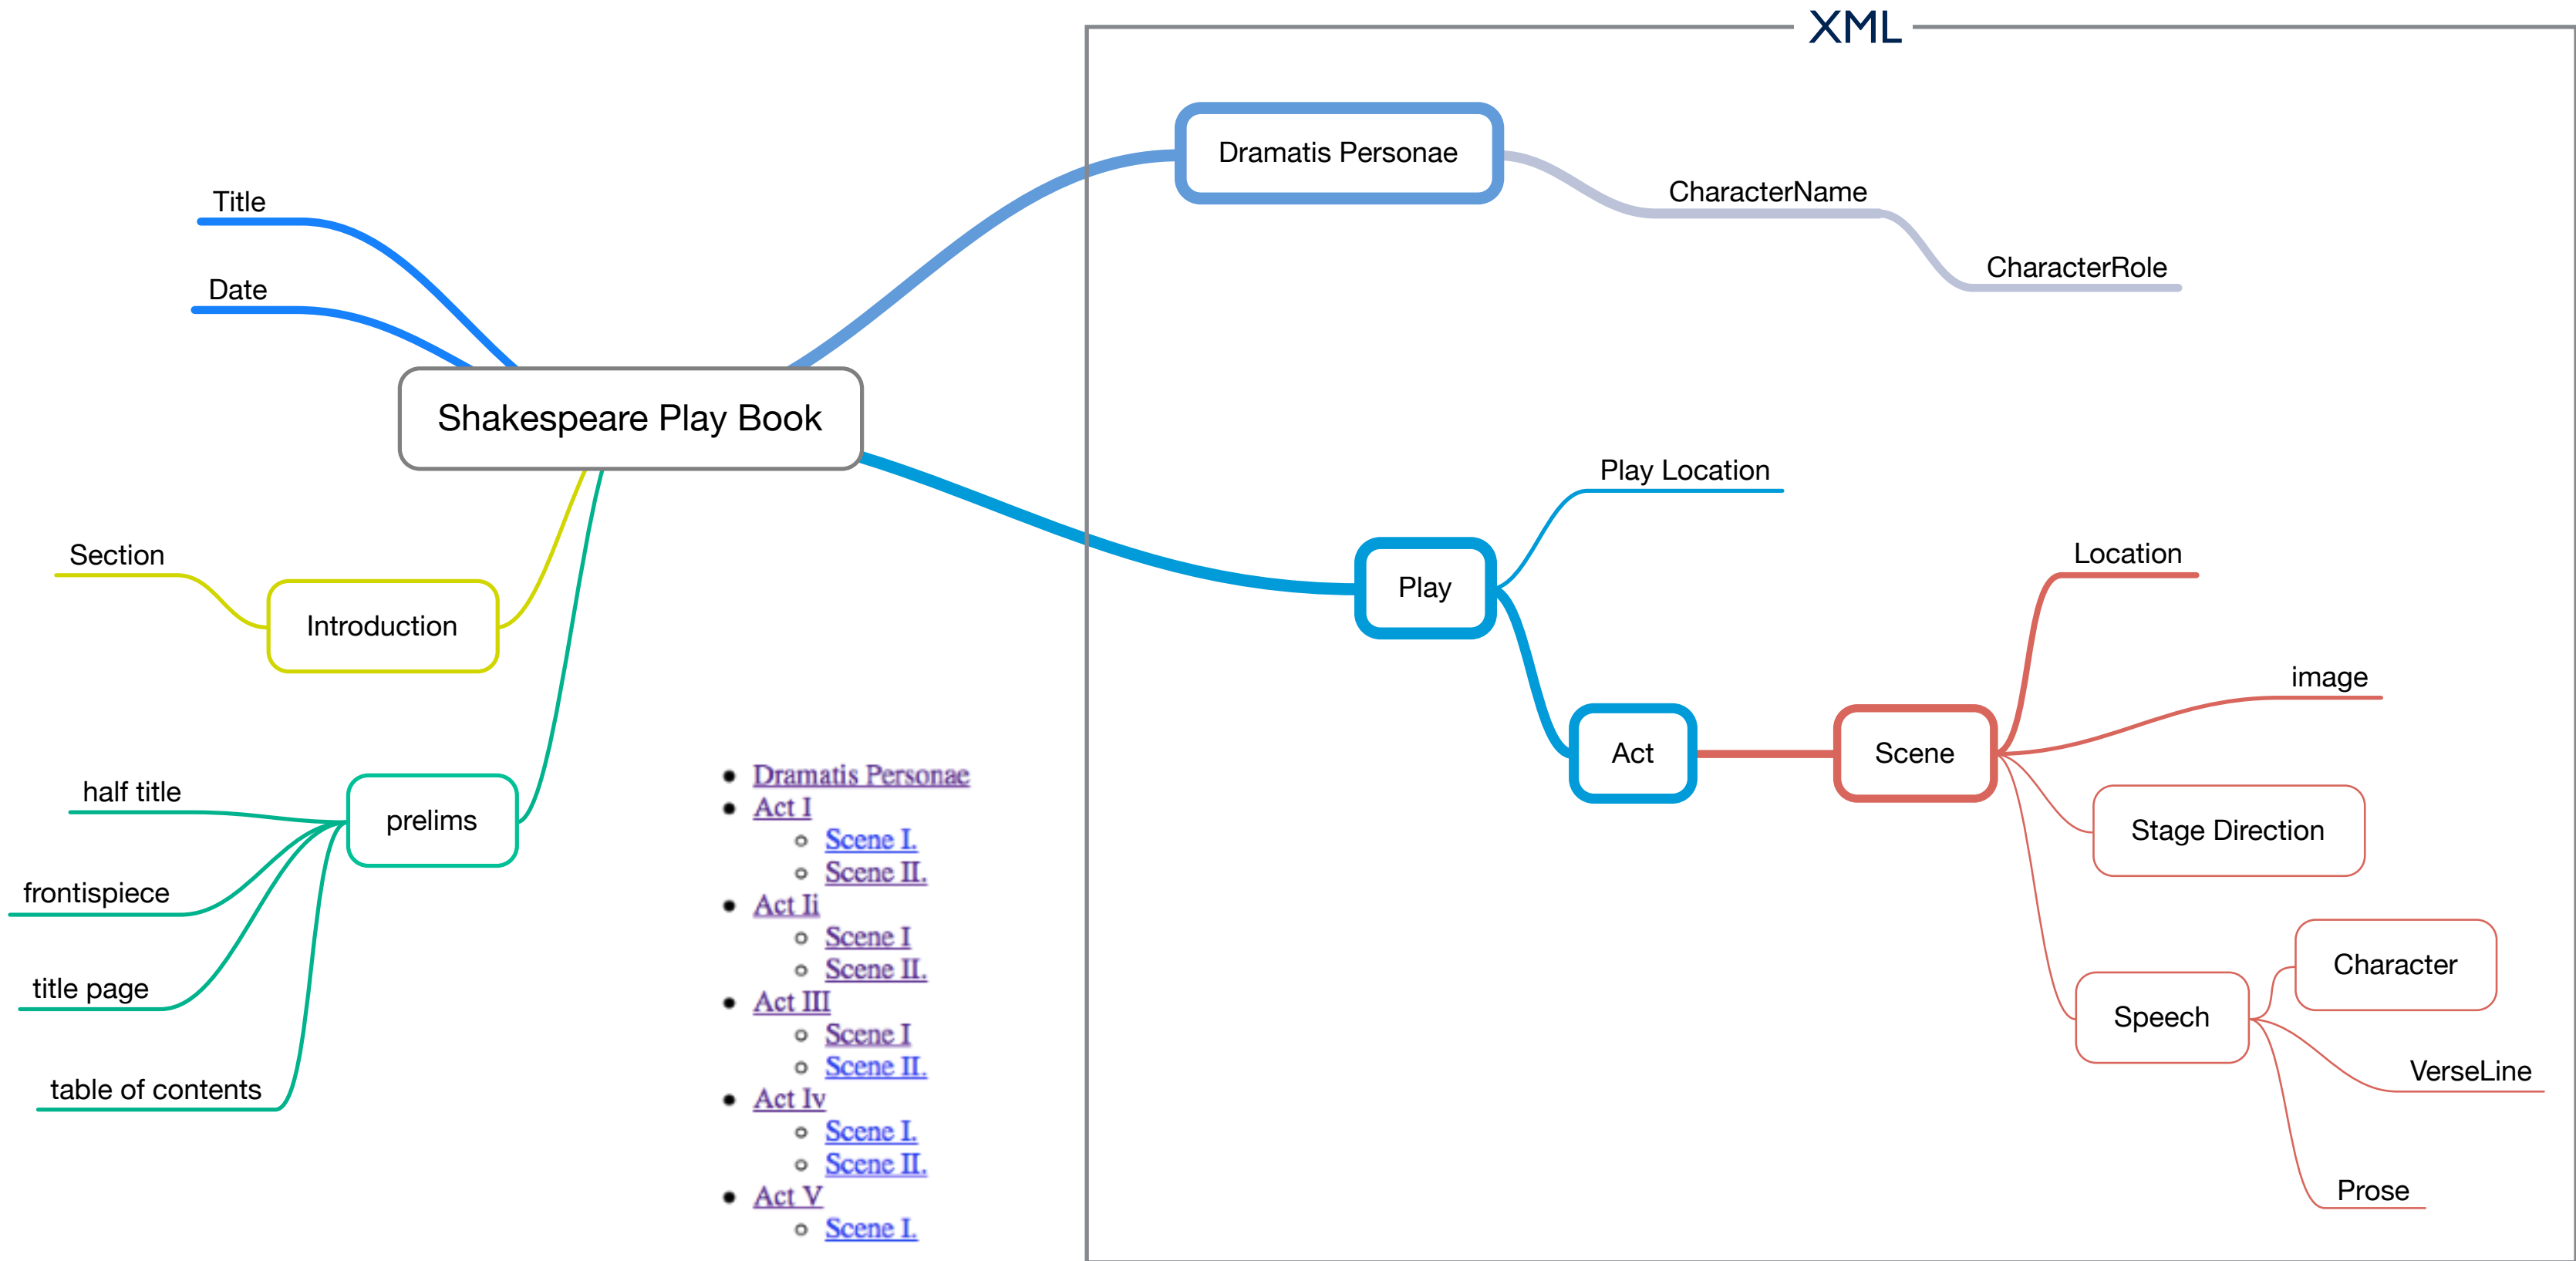 XML
Dramatis Personae
CharacterName
CharacterRole
Title
Date
Shakespeare Play Book
Section
Introduction
half title
prelims
frontispiece
title page
table of contents
Dramatis Personae
Act I
Scene I.
Scene II.
Act Ii
Scene I
Scene II.
Act III
Scene I
Scene II.
Act Iv
Scene I.
Scene II.
Act V
Scene I.
Play Location
Play
Location
image
Act
Scene
Stage Direction
Character
Speech
VerseLine
Prose